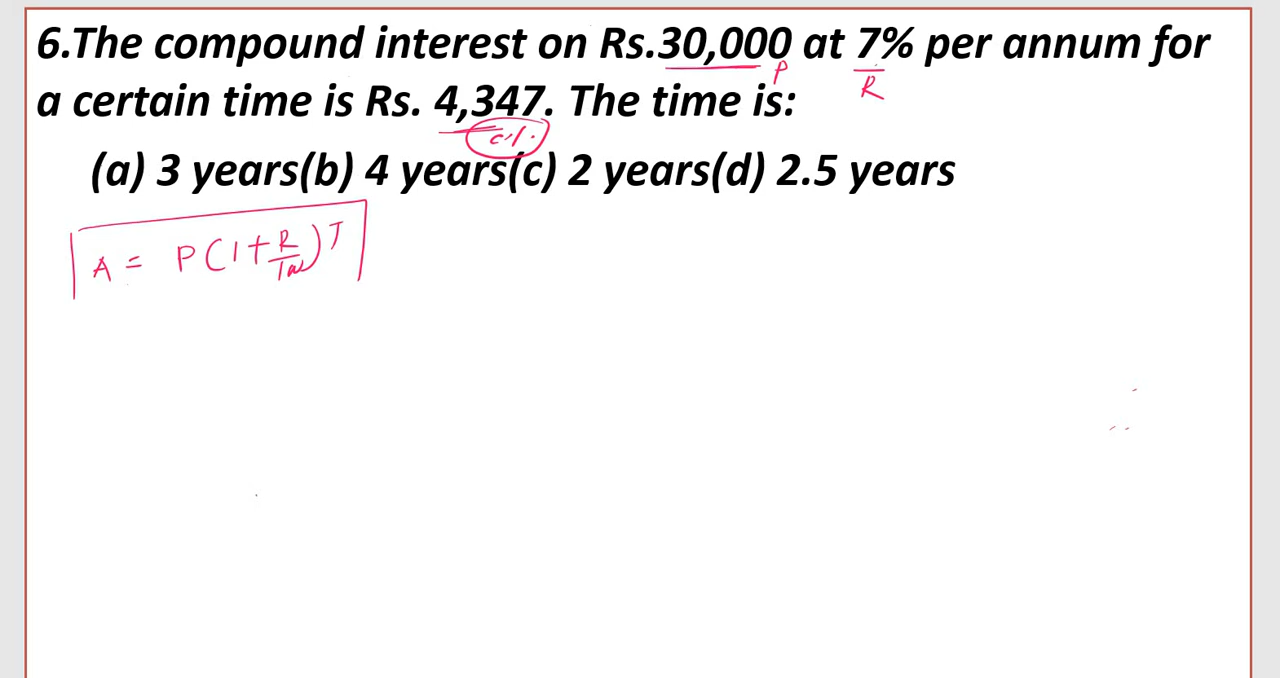 6.The compound interest on Rs.30,000 at 7% per annum for
P
R
a certain time is Rs. 4,347. The time is:
(a) 3 years(b) 4 years(c) 2 years(d) 2.5 years
A = P(1+R/100)T